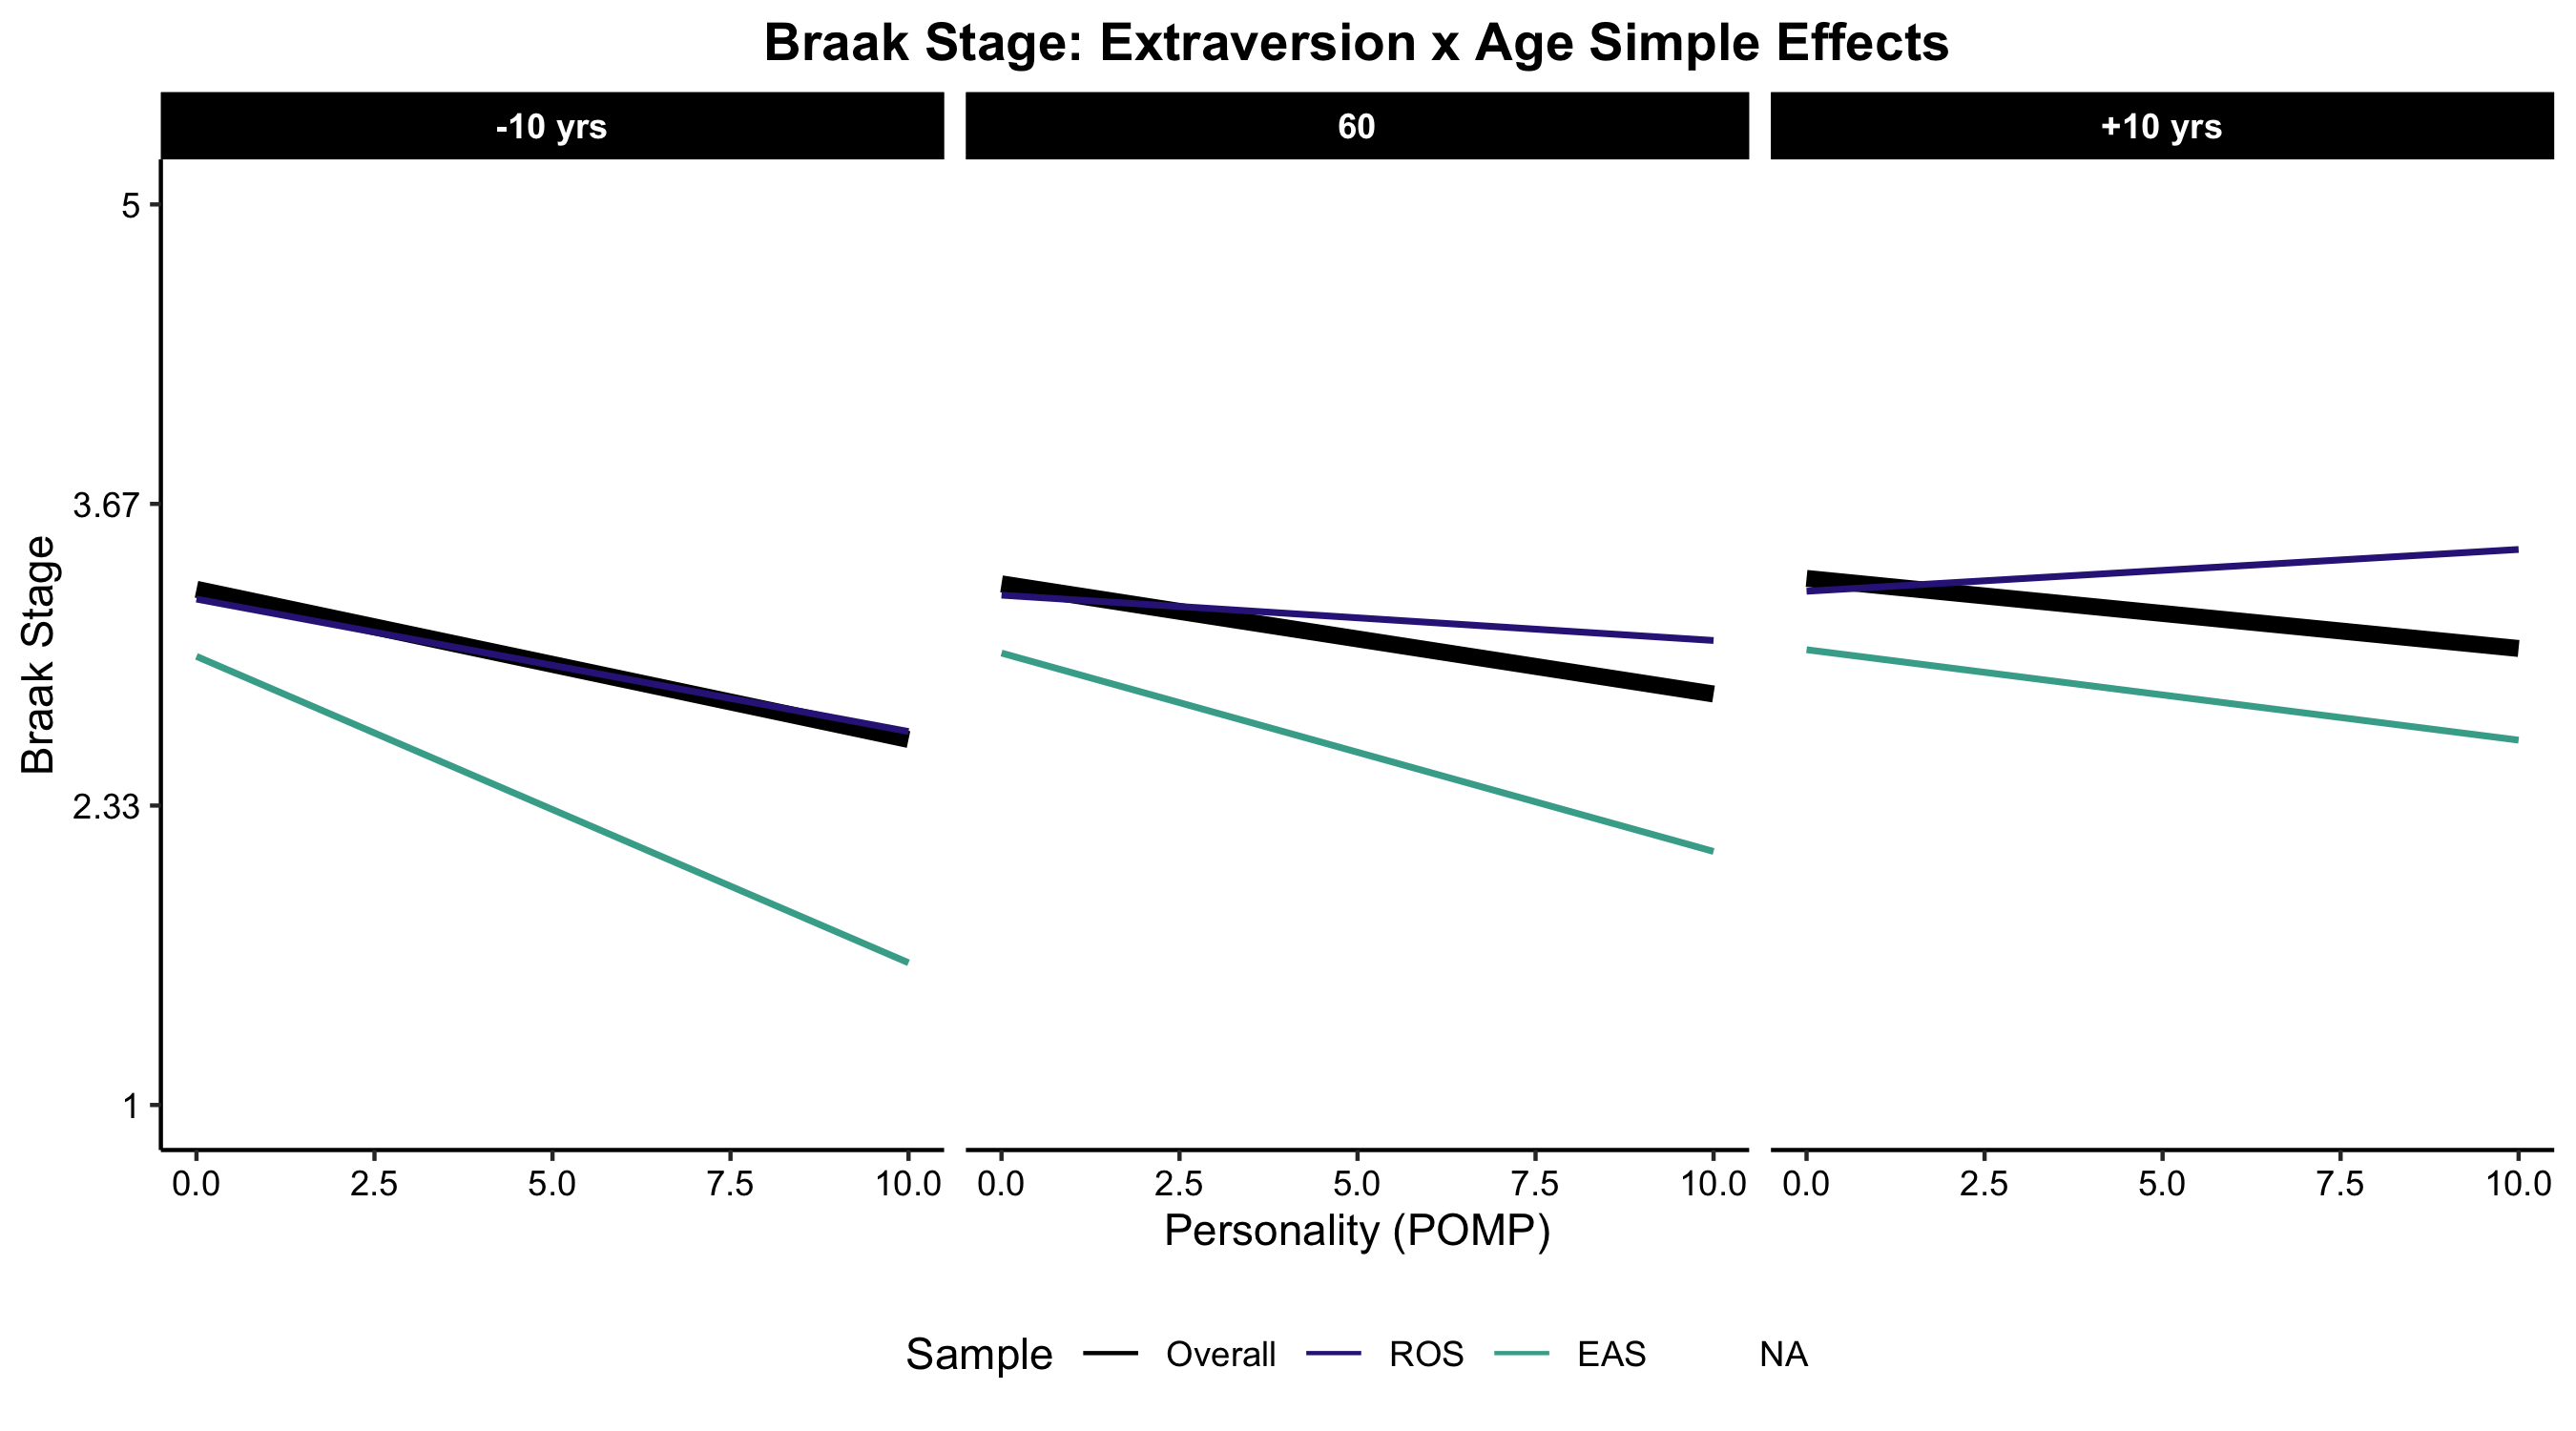 Braak Stage: Extraversion x Age Simple Effects
-10 yrs
60
+10 yrs
5
3.67
2.33
1
Braak Stage
0.0 2.5 5.0 7.5 10.0
0.0 2.5 5.0 7.5 10.0
0.0 2.5 5.0 7.5 10.0
Personality (POMP)
Sample Overall ROS EAS NA